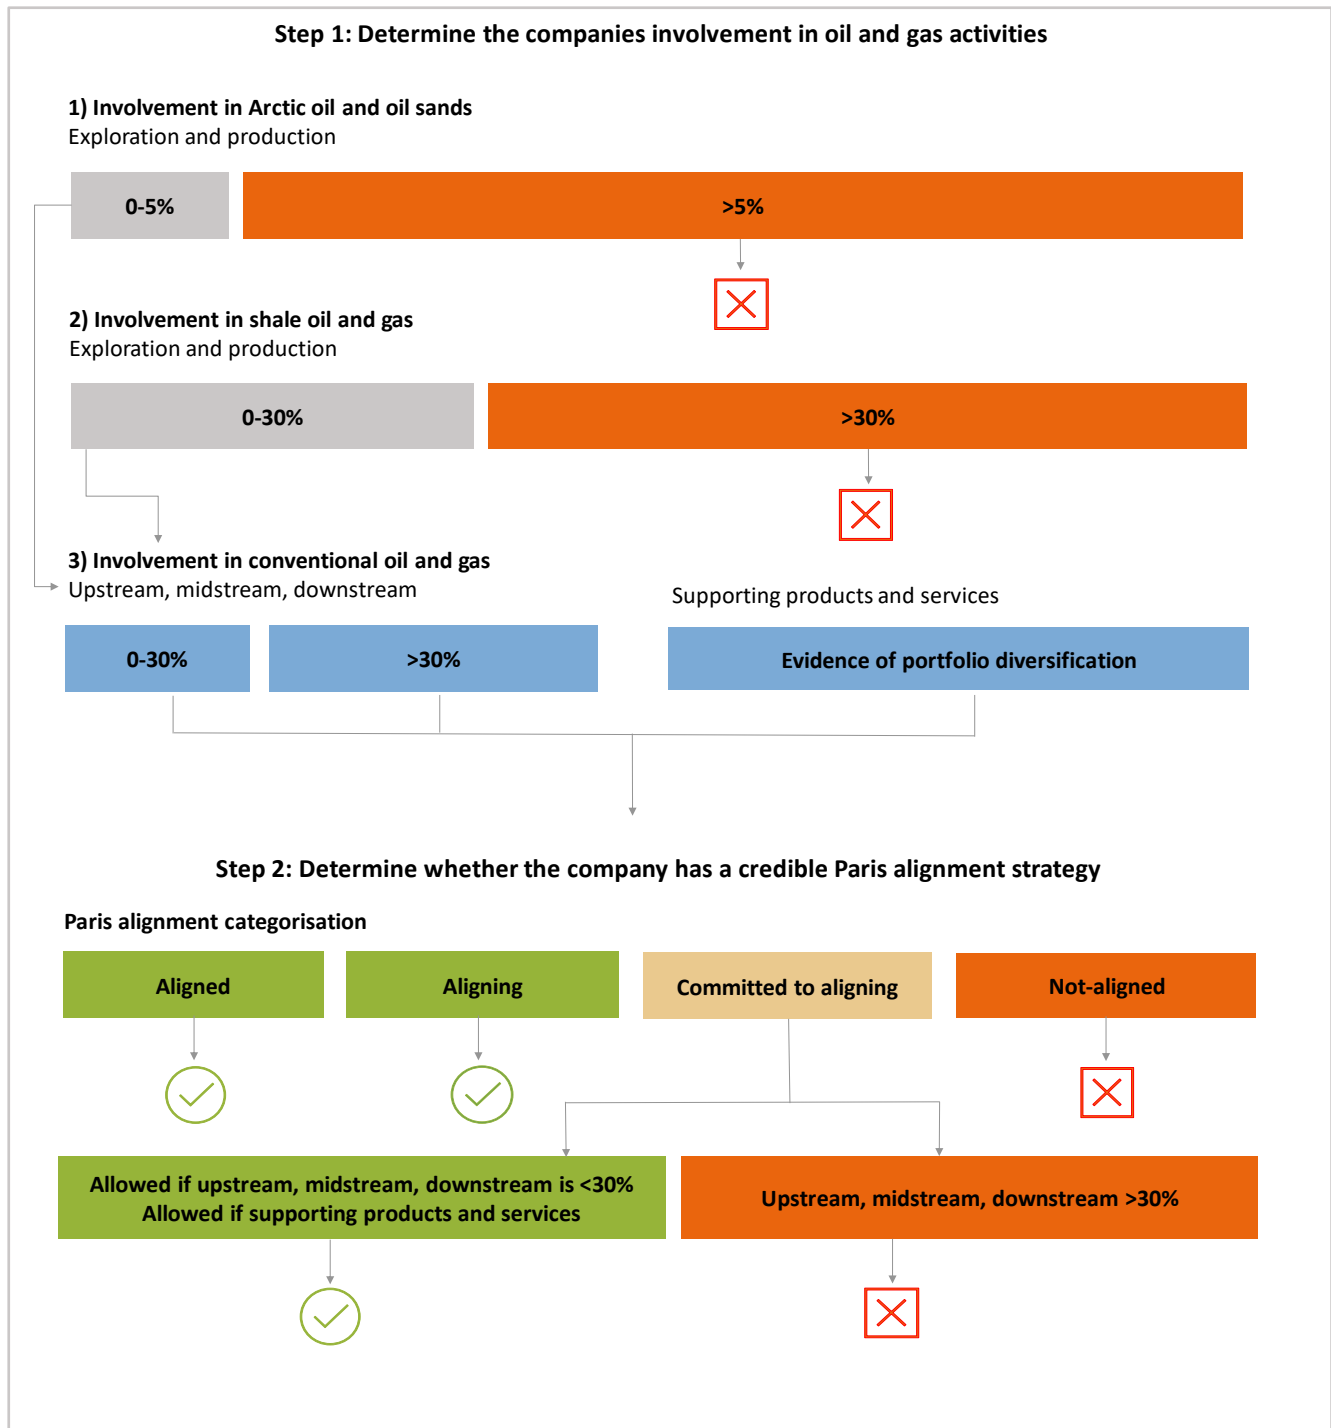 Step 1: Determine the companies involvement in oil and gas activities
1) Involvement in Arctic oil and oil sands
Exploration and production
0-5%
>5%
2) Involvement in shale oil and gas
Exploration and production
0-30%
>30%
3) Involvement in conventional oil and gas
Upstream, midstream, downstream
Supporting products and services
0-30%
>30%
Evidence of portfolio diversification
Step 2: Determine whether the company has a credible Paris alignment strategy
Paris alignment categorisation
Aligned
Aligning
Committed to aligning
Not-aligned
Allowed if upstream, midstream, downstream is <30%
Allowed if supporting products and services
Upstream, midstream, downstream >30%